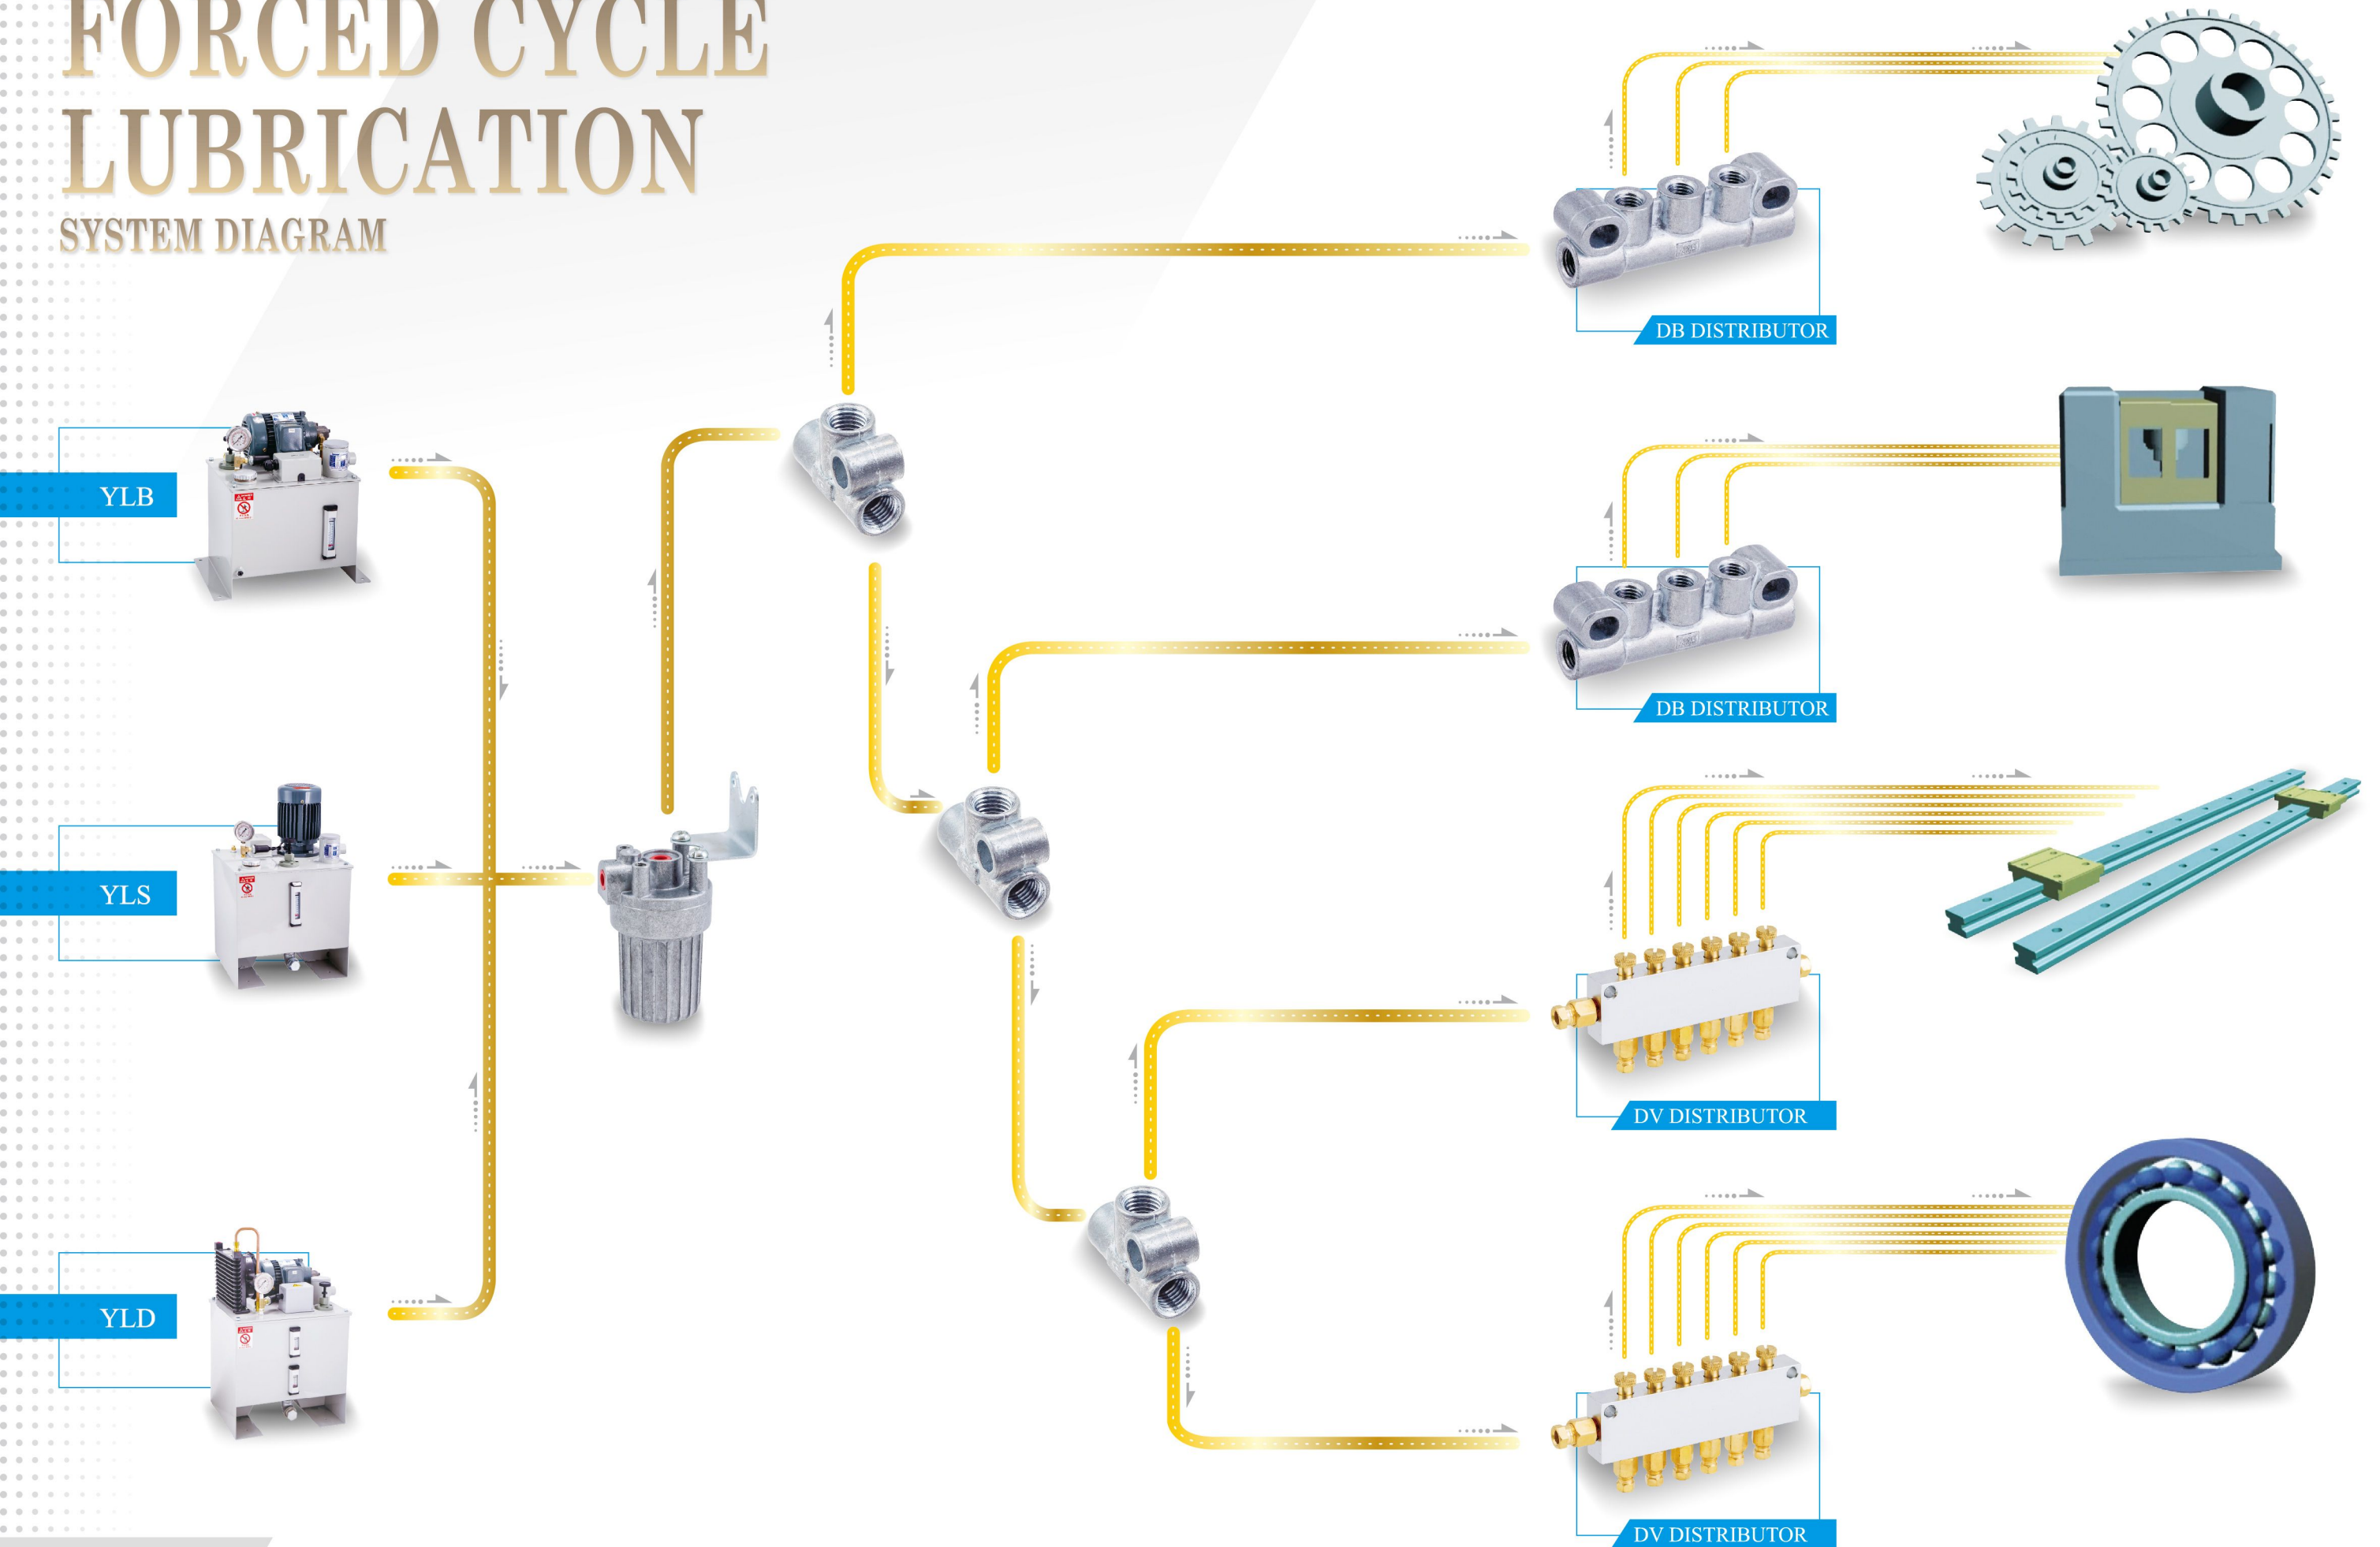 FORCED CYCLE
LUBRICATION
SYSTEM DIAGRAM
DB DISTRIBUTOR
YLB
DB DISTRIBUTOR
YLS
DV DISTRIBUTOR
YLD
DV DISTRIBUTOR